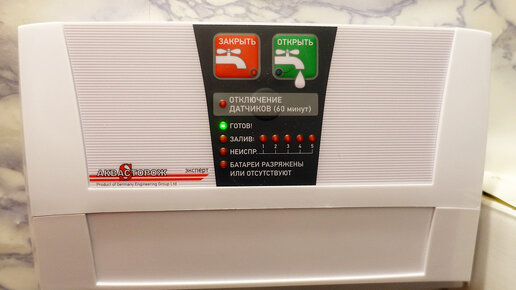 ЗАКРЫТЬ ОТКРЫТЬ
ОТКЛЮЧЕНИЕ
ДАТЧИКОВ (60 минут)
ГОТОВ!
ЗАЛИВ:
НЕИСПР.
1 2 3 4 5
БАТАРЕИ РАЗРЯЖЕНЫ
ИЛИ ОТСУТСТВУЮТ
АКВАСТОРОЖ эксперт
Product of Germany Engineering Group Ltd